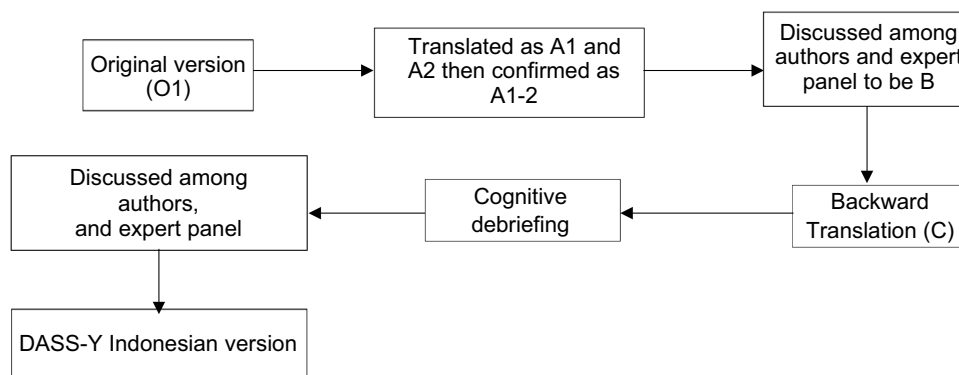 Original version
(O1)
Translated as A1 and
A2 then confirmed as
A1-2
Discussed among
authors and expert
panel to be B
Backward
Translation (C)
Cognitive
debriefing
Discussed among
authors,
and expert panel
DASS-Y Indonesian version